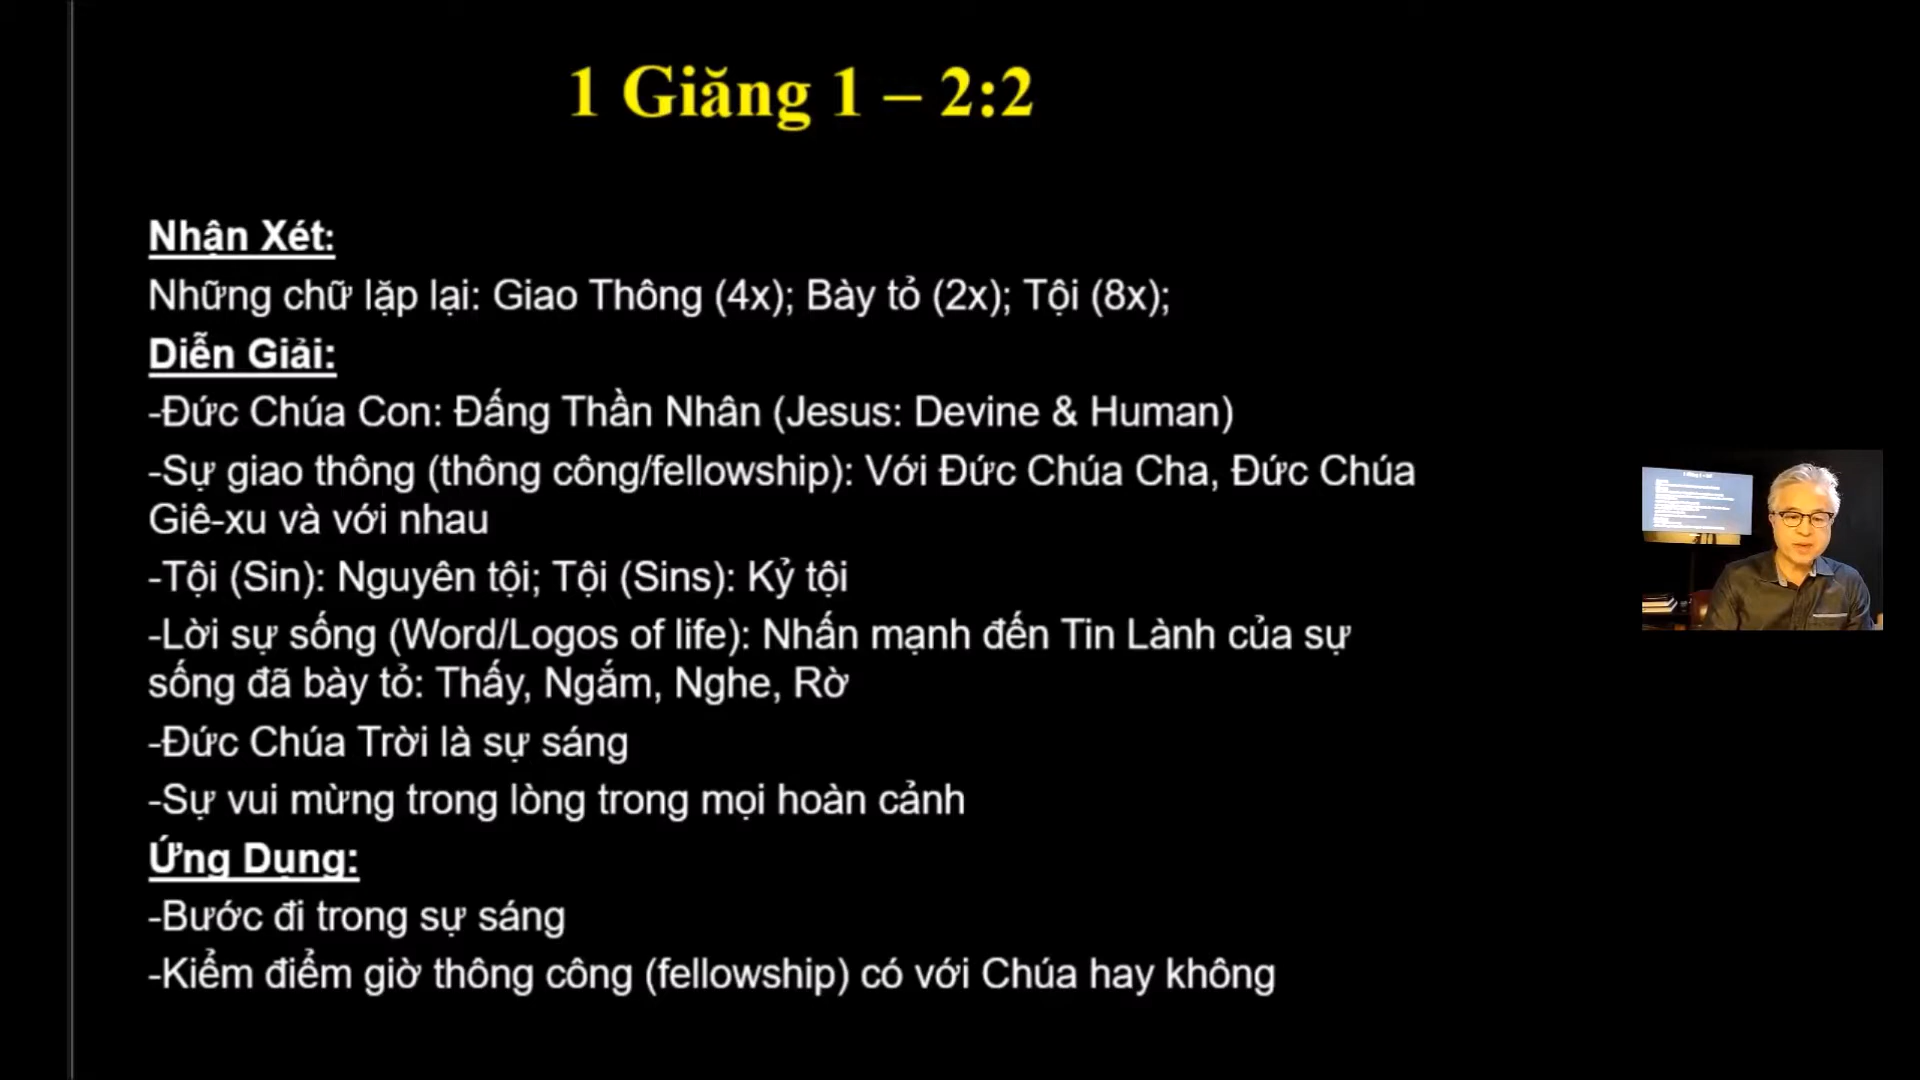 1 Giăng 1 – 2:2
Nhận Xét:
Những chữ lặp lại: Giao Thông (4x); Bày tỏ (2x); Tội (8x);
Diễn Giải:
-Đức Chúa Con: Đấng Thần Nhân (Jesus: Devine & Human)
-Sự giao thông (thông công/fellowship): Với Đức Chúa Cha, Đức Chúa
Giê-xu và với nhau
-Tội (Sin): Nguyên tội; Tội (Sins): Kỷ tội
-Lời sự sống (Word/Logos of life): Nhấn mạnh đến Tin Lành của sự
sống đã bày tỏ: Thấy, Ngắm, Nghe, Rờ
-Đức Chúa Trời là sự sáng
-Sự vui mừng trong lòng trong mọi hoàn cảnh
Ứng Dụng:
-Bước đi trong sự sáng
-Kiểm điểm giờ thông công (fellowship) có với Chúa hay không